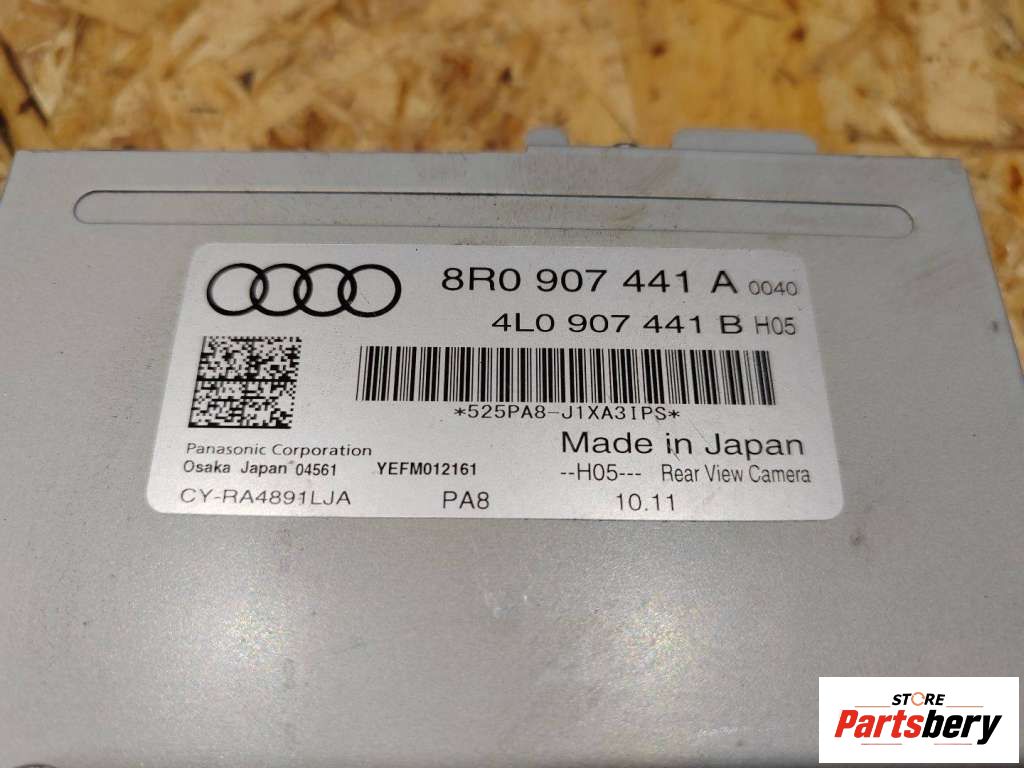 8R0 907 441 A 0040
4L0 907 441 B H05
*525PA8-J1XA3IPS*
Panasonic Corporation
Made in Japan
Osaka Japan 04561 YEFM012161
--H05--- Rear View Camera
CY-RA4891LJA PA8 10.11
STORE
Partsbery